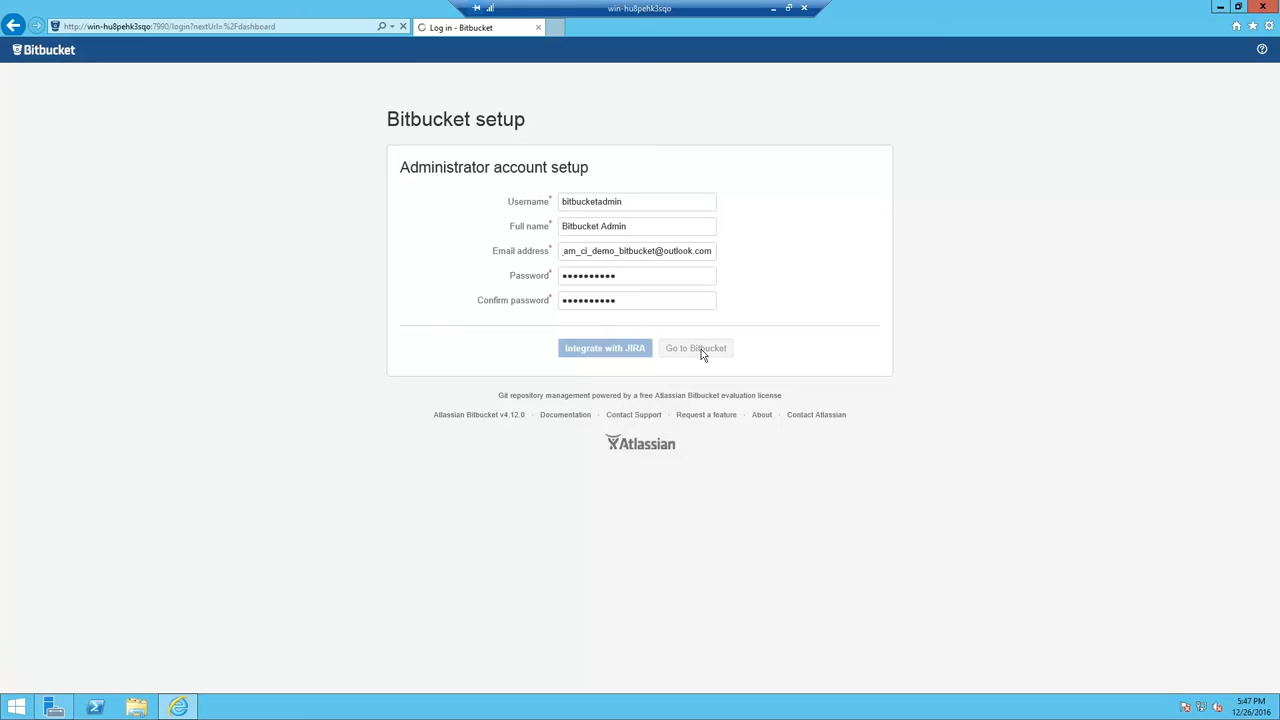 win-hu8pehk3sqo
http://win-hu8pehk3sqo:7990/login?nextUrl=%2Fdashboard
Log in - Bitbucket
Bitbucket
Bitbucket setup
Administrator account setup
Username* bitbucketadmin
Full name* Bitbucket Admin
Email address* _am_ci_demo_bitbucket@outlook.com
Password* ●●●●●●●●●●
Confirm password* ●●●●●●●●●●
Integrate with JIRA Go to Bitbucket
Git repository management powered by a free Atlassian Bitbucket evaluation license
Atlassian Bitbucket v4.12.0 · Documentation · Contact Support · Request a feature · About · Contact Atlassian
Atlassian
5:47 PM
12/26/2016